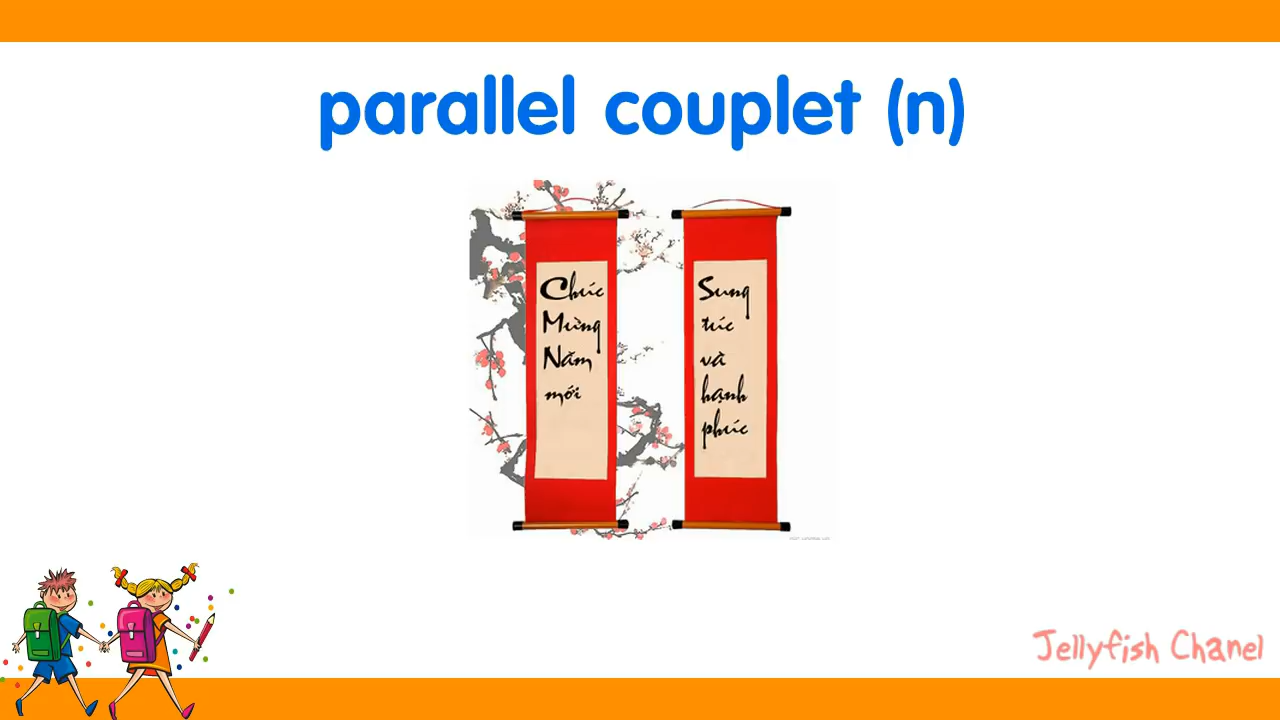 parallel couplet (n)
Chúc
Mừng
Năm
mới
Sung
túc
và
hạnh
phúc
Jellyfish Chanel